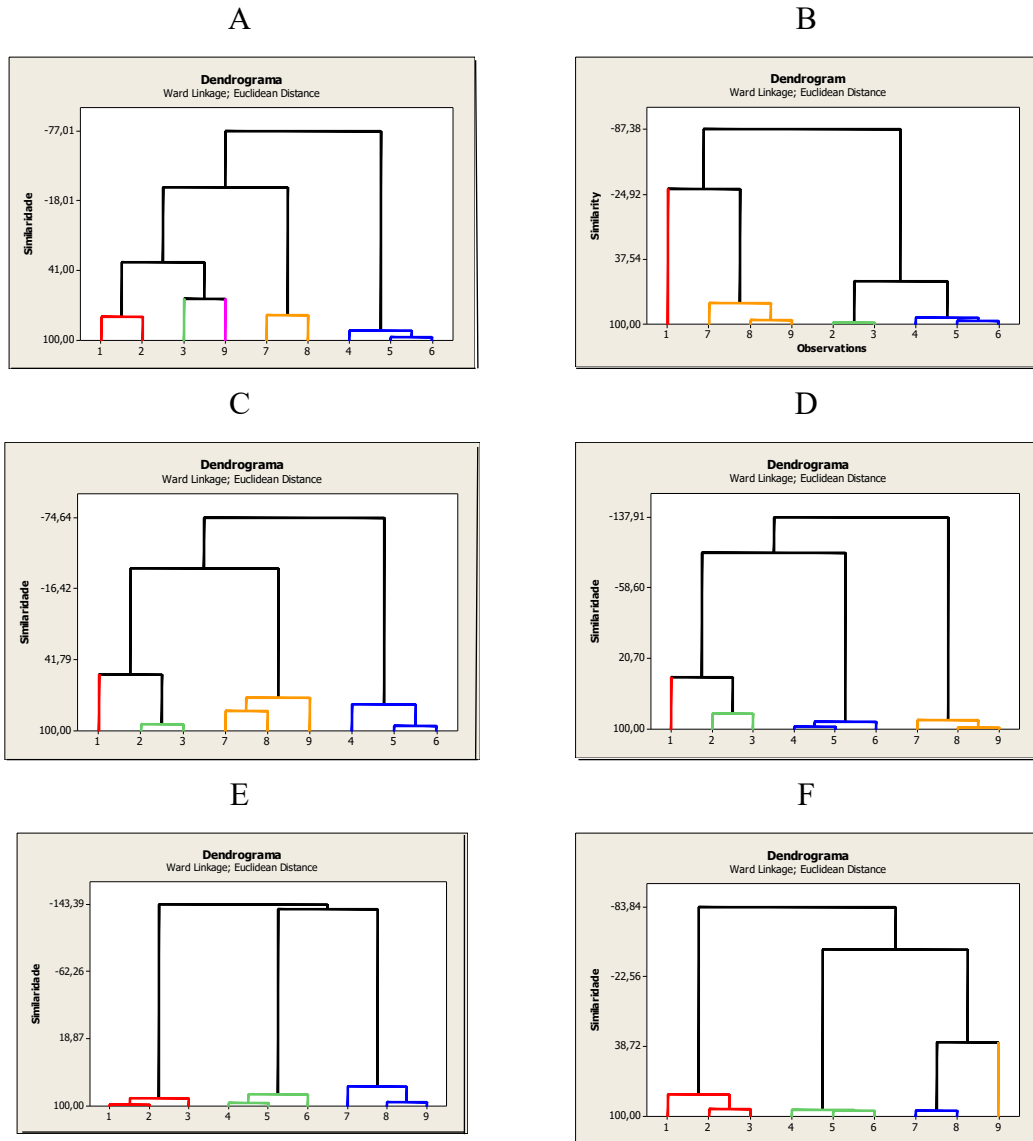 A
Dendrograma
Ward Linkage; Euclidean Distance
Similaridade
-77,01
-18,01
41,00
100,00
1 2 3 9 7 8 4 5 6
B
Dendrogram
Ward Linkage; Euclidean Distance
Similarity
-87,38
-24,92
37,54
100,00
1 7 8 9 2 3 4 5 6
Observations
C
Dendrograma
Ward Linkage; Euclidean Distance
Similaridade
-74,64
-16,42
41,79
100,00
1 2 3 7 8 9 4 5 6
D
Dendrograma
Ward Linkage; Euclidean Distance
Similaridade
-137,91
-58,60
20,70
100,00
1 2 3 4 5 6 7 8 9
E
Dendrograma
Ward Linkage; Euclidean Distance
Similaridade
-143,39
-62,26
18,87
100,00
1 2 3 4 5 6 7 8 9
F
Dendrograma
Ward Linkage; Euclidean Distance
Similaridade
-83,84
-22,56
38,72
100,00
1 2 3 4 5 6 7 8 9